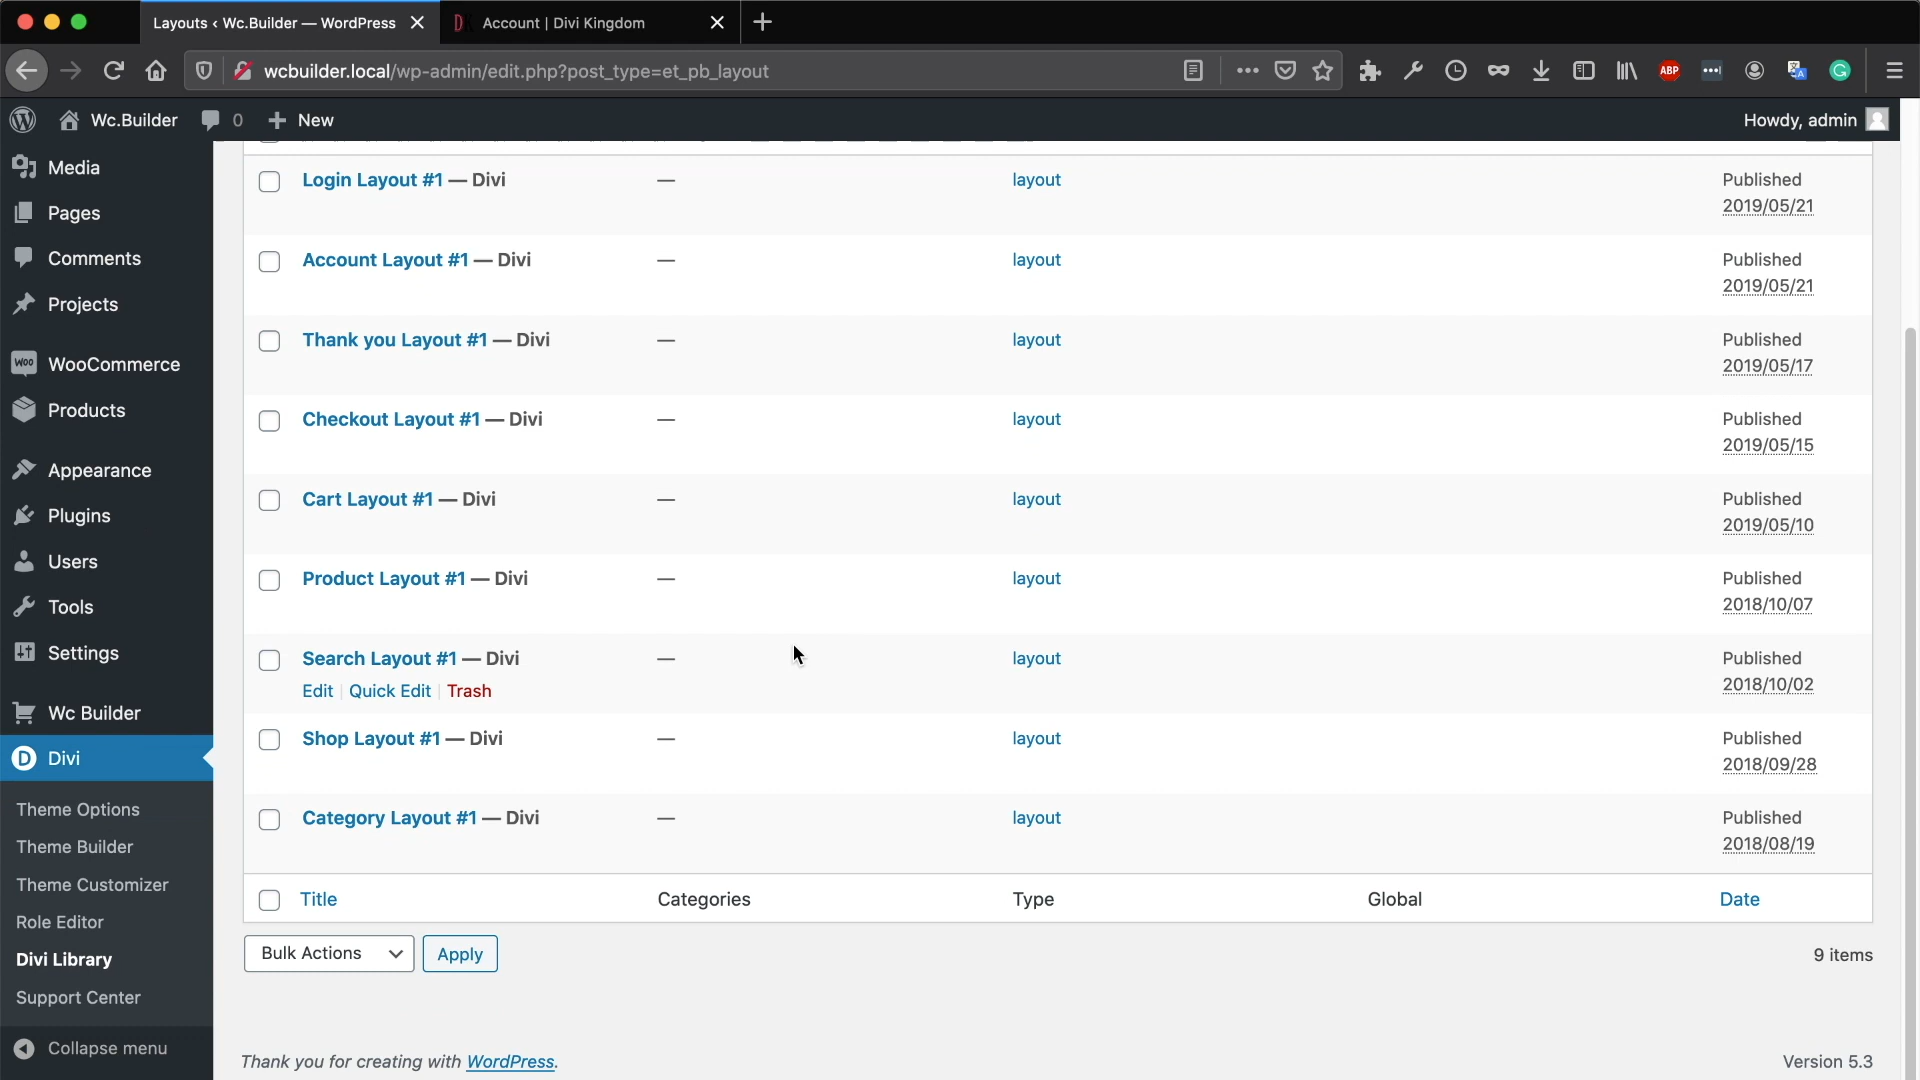 Layouts ‹ Wc.Builder — WordPress
Account | Divi Kingdom
wcbuilder.local/wp-admin/edit.php?post_type=et_pb_layout
ABP
Wc.Builder 0 New
Howdy, admin
Media
Pages
Comments
Projects
WOO WooCommerce
Products
Appearance
Plugins
Users
Tools
Settings
Wc Builder
D Divi
Theme Options
Theme Builder
Theme Customizer
Role Editor
Divi Library
Support Center
Collapse menu
Login Layout #1 — Divi — layout Published
2019/05/21
Account Layout #1 — Divi — layout Published
2019/05/21
Thank you Layout #1 — Divi — layout Published
2019/05/17
Checkout Layout #1 — Divi — layout Published
2019/05/15
Cart Layout #1 — Divi — layout Published
2019/05/10
Product Layout #1 — Divi — layout Published
2018/10/07
Search Layout #1 — Divi — layout Published
Edit | Quick Edit | Trash 2018/10/02
Shop Layout #1 — Divi — layout Published
2018/09/28
Category Layout #1 — Divi — layout Published
2018/08/19
Title Categories Type Global Date
Bulk Actions Apply 9 items
Thank you for creating with WordPress. Version 5.3